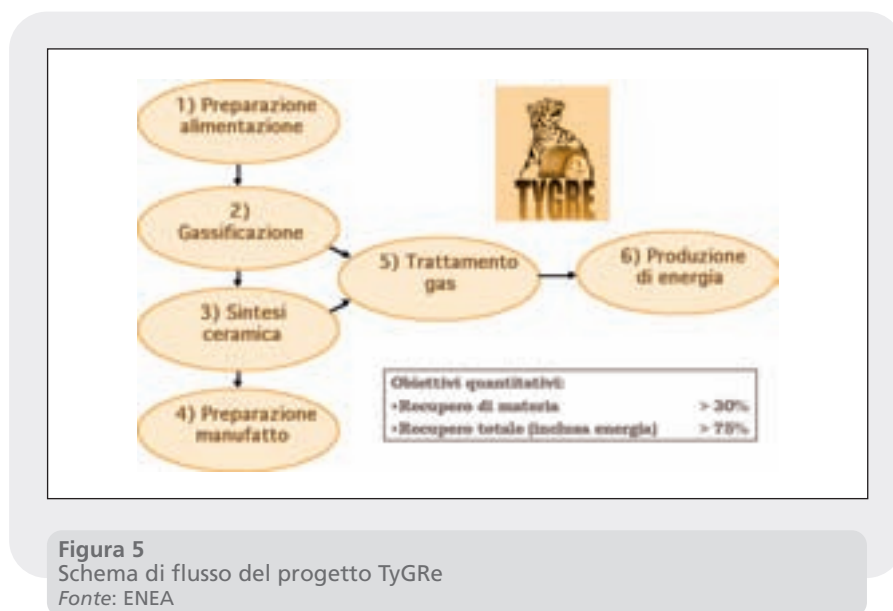 1) Preparazione
alimentazione
2)
Gassificazione
3) Sintesi
ceramica
4) Preparazione
manufatto
5) Trattamento
gas
6) Produzione
di energia
TYGRE
Obiettivi quantitativi:
•Recupero di materia > 30%
•Recupero totale (inclusa energia) > 75%
Figura 5
Schema di flusso del progetto TyGRe
Fonte: ENEA